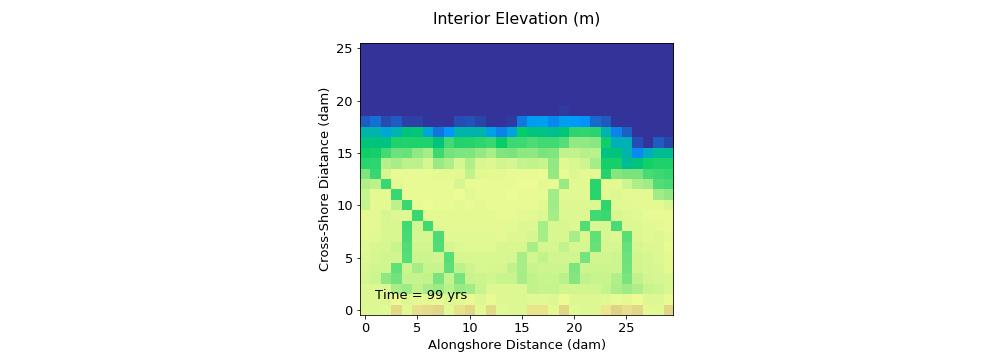 Interior Elevation (m)
25
20
15
10
5
0
Cross-Shore Diatance (dam)
Time = 99 yrs
0 5 10 15 20 25
Alongshore Distance (dam)